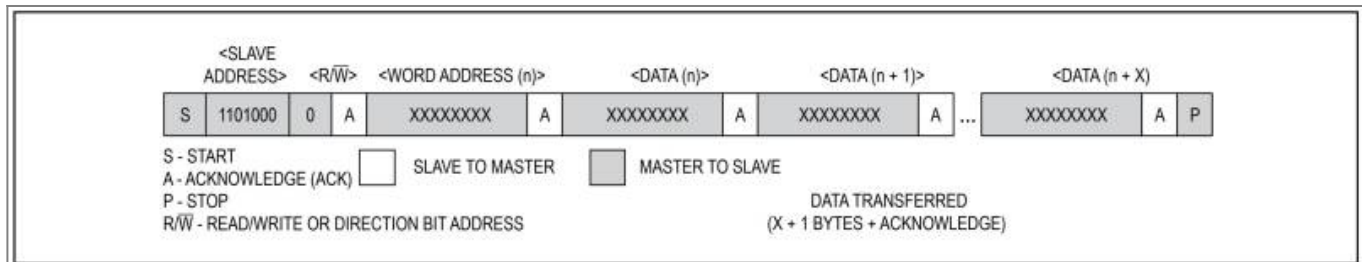 <SLAVE
ADDRESS> <R/W̅> <WORD ADDRESS (n)> <DATA (n)> <DATA (n + 1)> <DATA (n + X)
S 1101000 0 A XXXXXXXX A XXXXXXXX A XXXXXXXX A ... XXXXXXXX A P
S - START
A - ACKNOWLEDGE (ACK) SLAVE TO MASTER MASTER TO SLAVE
P - STOP DATA TRANSFERRED
R/W̅ - READ/WRITE OR DIRECTION BIT ADDRESS (X + 1 BYTES + ACKNOWLEDGE)